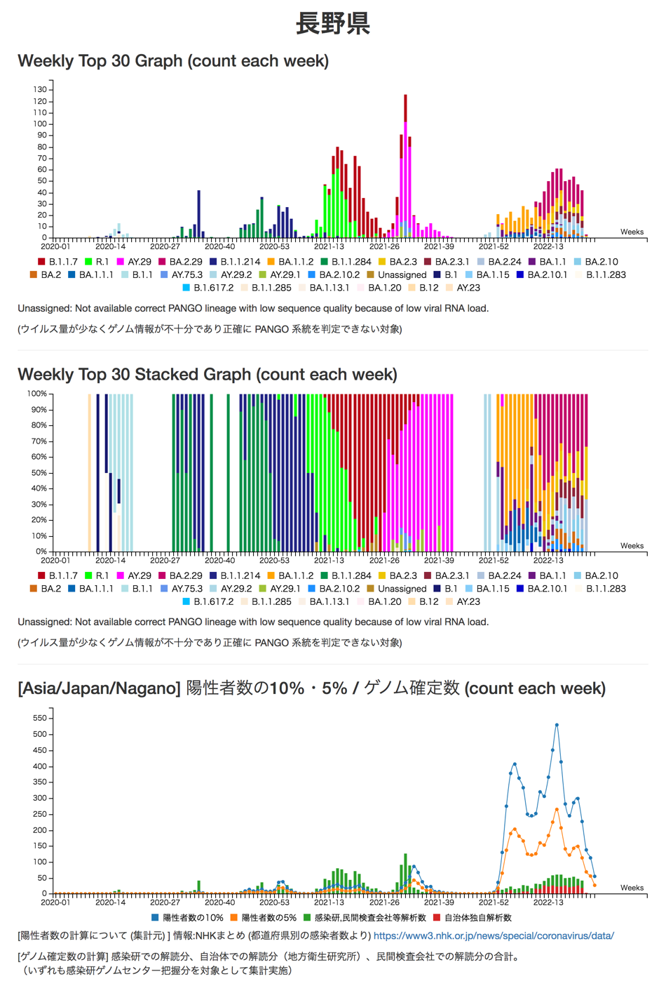 長野県
Weekly Top 30 Graph (count each week)
130
120
110
100
90
80
70
60
50
40
30
20
10
0
Weeks
2020-01 2020-14 2020-27 2020-40 2020-53 2021-13 2021-26 2021-39 2021-52 2022-13
B.1.1.7 R.1 AY.29 BA.2.29 B.1.1.214 BA.1.1.2 B.1.1.284 BA.2.3 BA.2.3.1 BA.2.24 BA.1.1 BA.2.10
BA.2 BA.1.1.1 B.1.1 AY.75.3 AY.29.2 AY.29.1 BA.2.10.2 Unassigned B.1 BA.1.15 BA.2.10.1 B.1.1.283
B.1.617.2 B.1.1.285 BA.1.13.1 BA.1.20 B.12 AY.23
Unassigned: Not available correct PANGO lineage with low sequence quality because of low viral RNA load.
(ウイルス量が少なくゲノム情報が不十分であり正確に PANGO 系統を判定できない対象)
Weekly Top 30 Stacked Graph (count each week)
100%
90%
80%
70%
60%
50%
40%
30%
20%
10%
0%
Weeks
2020-01 2020-14 2020-27 2020-40 2020-53 2021-13 2021-26 2021-39 2021-52 2022-13
B.1.1.7 R.1 AY.29 BA.2.29 B.1.1.214 BA.1.1.2 B.1.1.284 BA.2.3 BA.2.3.1 BA.2.24 BA.1.1 BA.2.10
BA.2 BA.1.1.1 B.1.1 AY.75.3 AY.29.2 AY.29.1 BA.2.10.2 Unassigned B.1 BA.1.15 BA.2.10.1 B.1.1.283
B.1.617.2 B.1.1.285 BA.1.13.1 BA.1.20 B.12 AY.23
Unassigned: Not available correct PANGO lineage with low sequence quality because of low viral RNA load.
(ウイルス量が少なくゲノム情報が不十分であり正確に PANGO 系統を判定できない対象)
[Asia/Japan/Nagano] 陽性者数の10%・5% / ゲノム確定数 (count each week)
550
500
450
400
350
300
250
200
150
100
50
0
Weeks
2020-01 2020-14 2020-27 2020-40 2020-53 2021-13 2021-26 2021-39 2021-52 2022-13
陽性者数の10% 陽性者数の5% 感染研,民間検査会社等解析数 自治体独自解析数
[陽性者数の計算について (集計元) ] 情報:NHKまとめ (都道府県別の感染者数より) https://www3.nhk.or.jp/news/special/coronavirus/data/
[ゲノム確定数の計算] 感染研での解読分、自治体での解読分（地方衛生研究所）、民間検査会社での解読分の合計。
（いずれも感染研ゲノムセンター把握分を対象として集計実施）